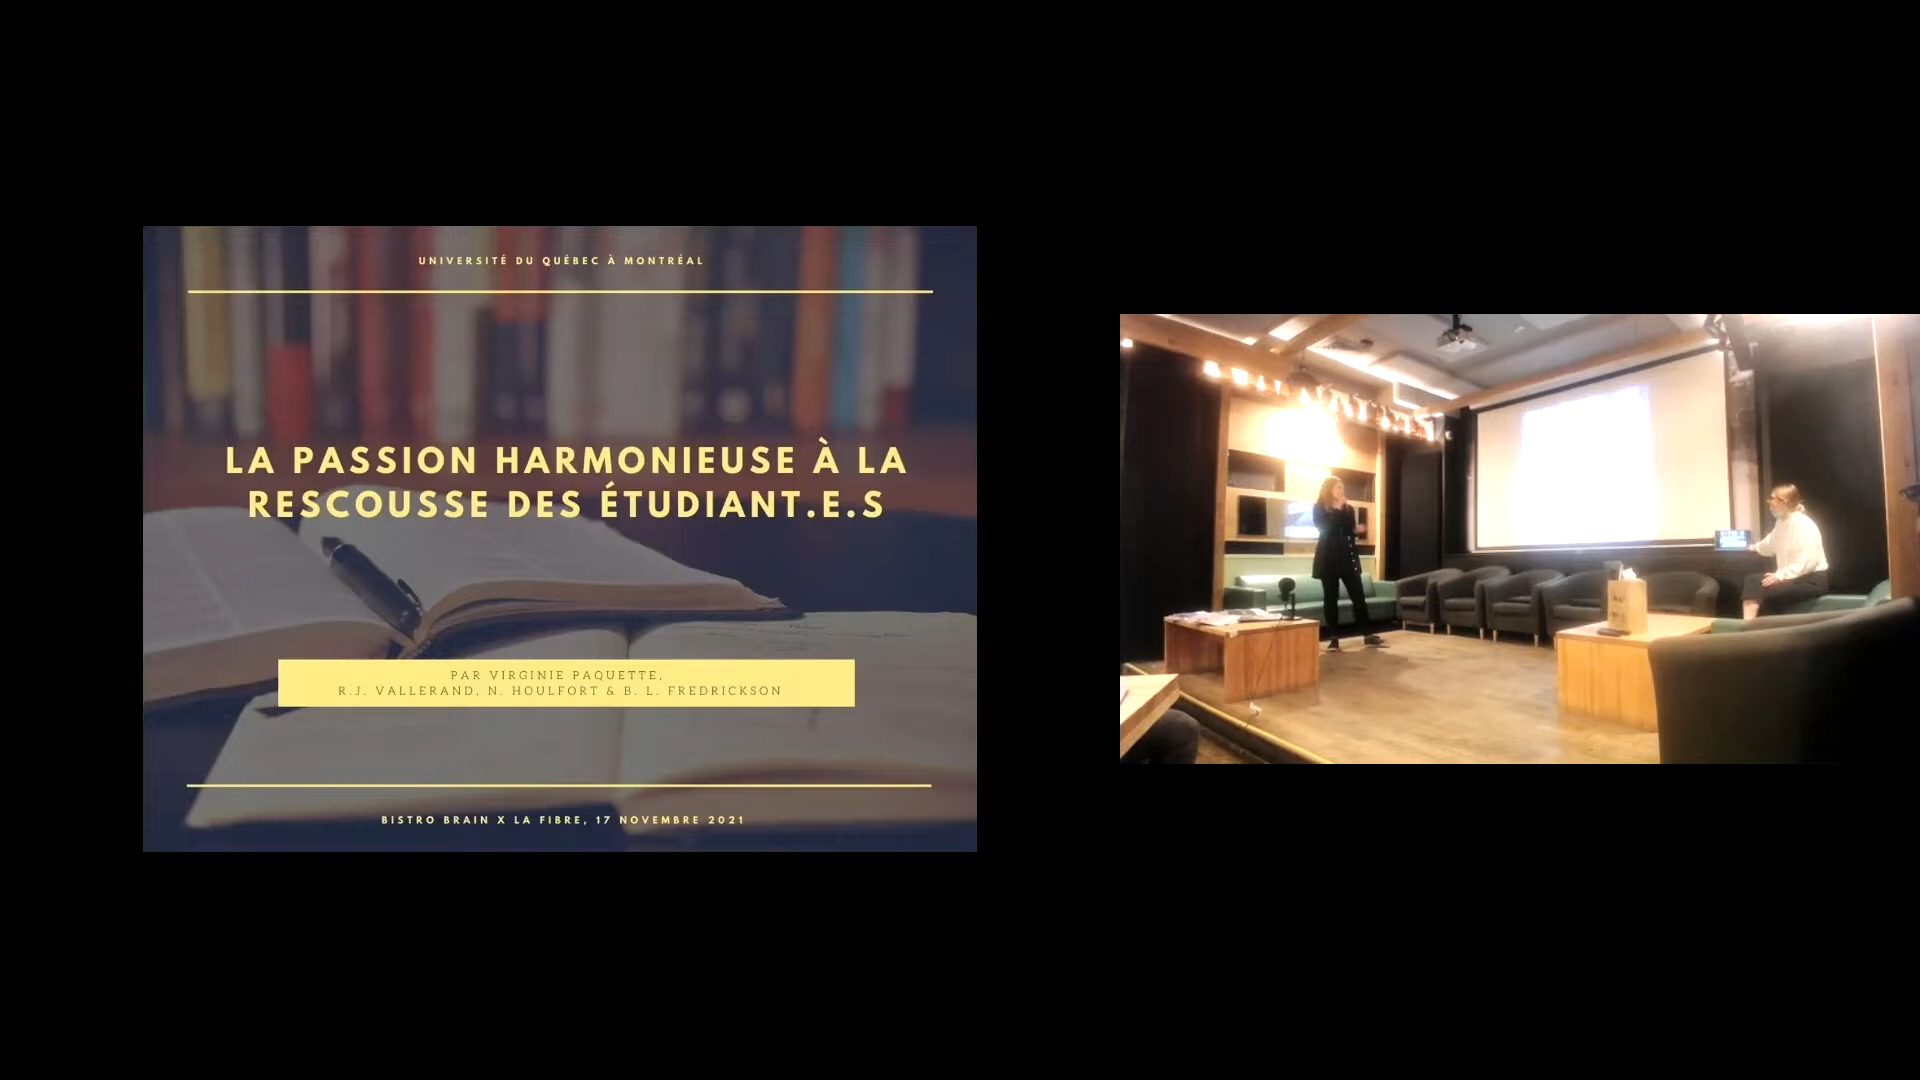 UNIVERSITÉ DU QUÉBEC À MONTRÉAL
LA PASSION HARMONIEUSE À LA
RESCOUSSE DES ÉTUDIANT.E.S
PAR VIRGINIE PAQUETTE,
R.J. VALLERAND, N. HOULFORT & B. L. FREDRICKSON
BISTRO BRAIN X LA FIBRE, 17 NOVEMBRE 2021